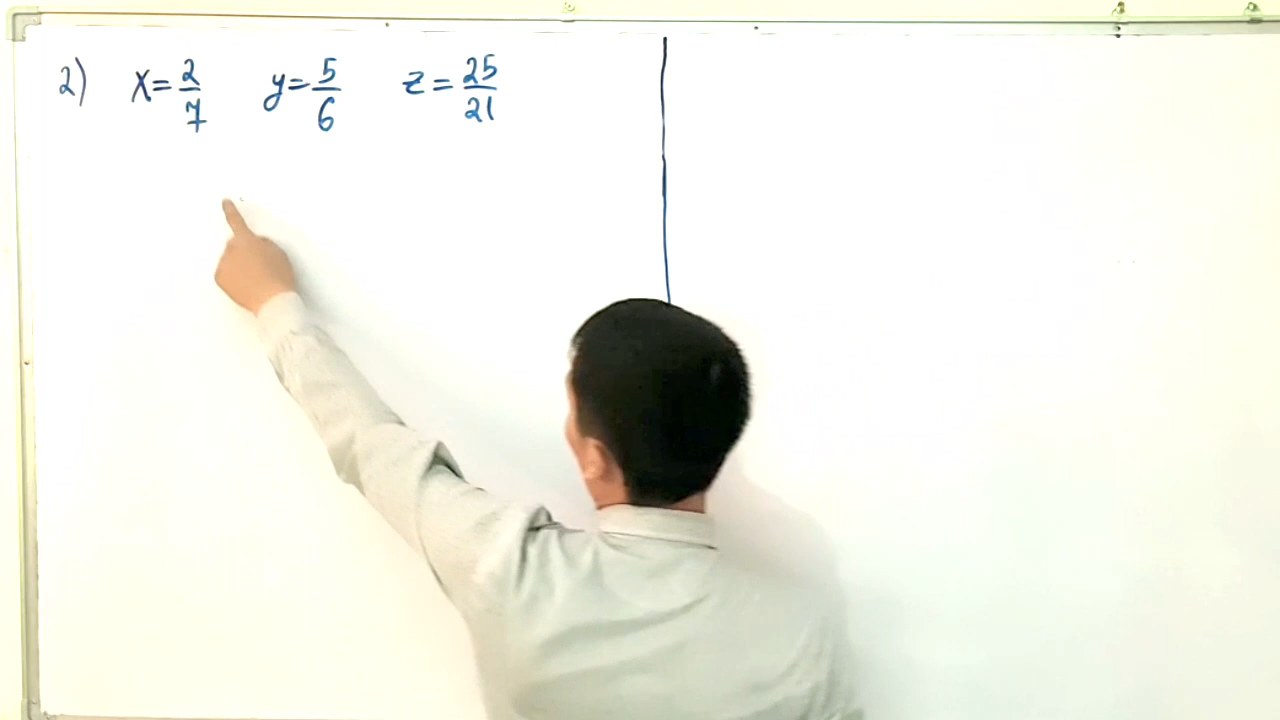 2) x = 2/7 y = 5/6 z = 25/21